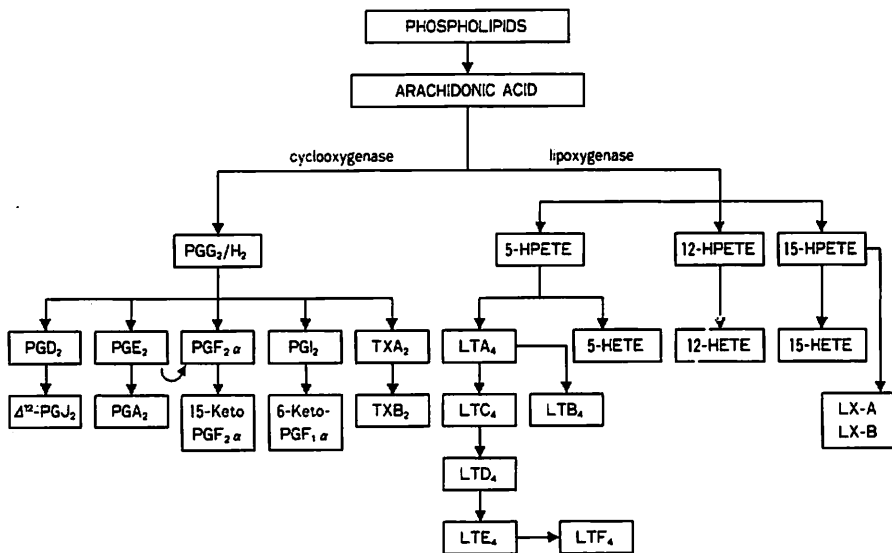 PHOSPHOLIPIDS
ARACHIDONIC ACID
cyclooxygenase lipoxygenase
PGG₂/H₂ 5-HPETE 12-HPETE 15-HPETE
PGD₂ PGE₂ PGF₂α PGI₂ TXA₂ LTA₄ 5-HETE 12-HETE 15-HETE
Δ¹²-PGJ₂ PGA₂ 15-Keto PGF₂α 6-Keto-PGF₁α TXB₂ LTC₄ LTB₄ LX-A
LX-B
LTD₄
LTE₄ LTF₄